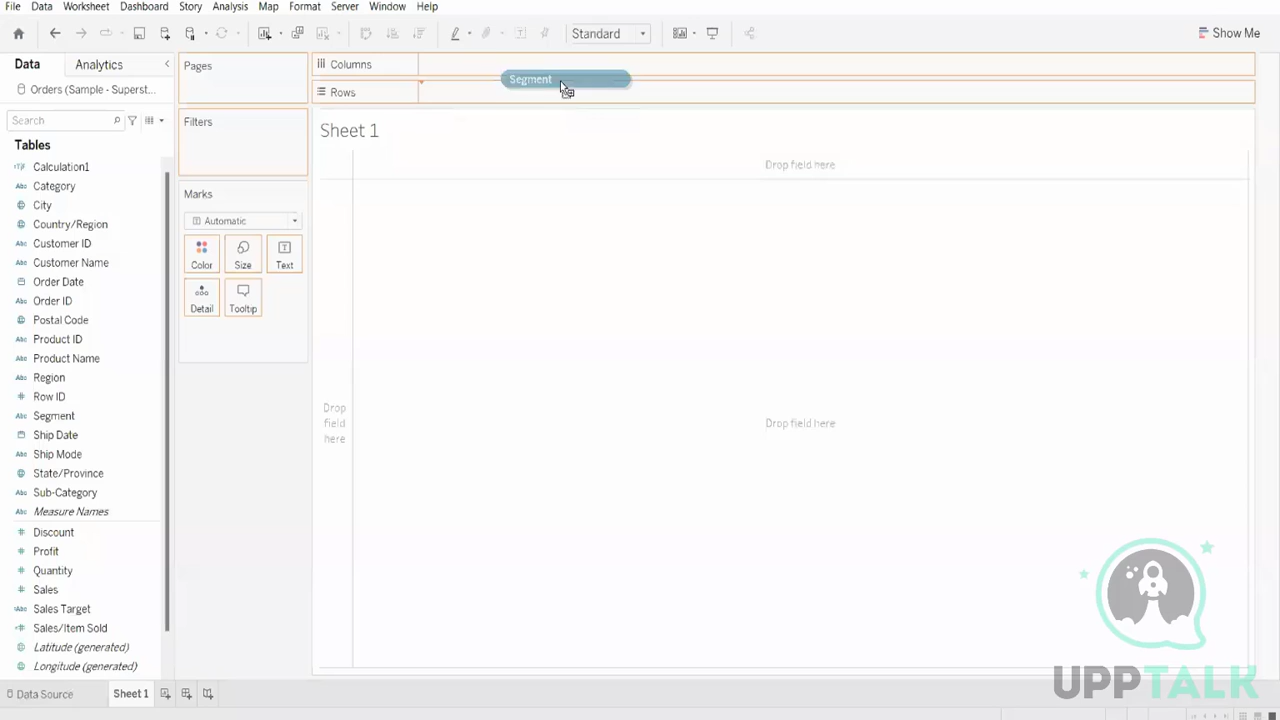 File Data Worksheet Dashboard Story Analysis Map Format Server Window Help
Standard
Show Me
Data Analytics
Orders (Sample - Superst...
Search
Tables
Calculation1
Category
City
Country/Region
Customer ID
Customer Name
Order Date
Order ID
Postal Code
Product ID
Product Name
Region
Row ID
Segment
Ship Date
Ship Mode
State/Province
Sub-Category
Measure Names
Discount
Profit
Quantity
Sales
Sales Target
Sales/Item Sold
Latitude (generated)
Longitude (generated)
Pages
Filters
Marks
Automatic
Color Size Text
Detail Tooltip
Columns
Segment
Rows
Sheet 1
Drop field here
Drop
field
here
Drop field here
UPPTALK
Data Source Sheet 1